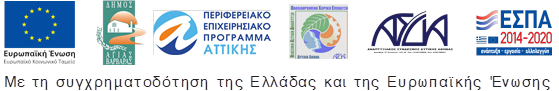 Ευρωπαϊκή Ένωση
Ευρωπαϊκό Κοινωνικό Ταμείο
ΔΗΜΟΣ
ΑΓΙΑΣ
ΒΑΡΒΑΡΑΣ
ΠΕΡΙΦΕΡΕΙΑΚΟ
ΕΠΙΧΕΙΡΗΣΙΑΚΟ
ΠΡΟΓΡΑΜΜΑ
ΑΤΤΙΚΗΣ
ΑΣΔΑ
ΑΝΑΠΤΥΞΙΑΚΟΣ ΣΥΝΔΕΣΜΟΣ ΔΥΤΙΚΗΣ ΑΘΗΝΑΣ
ΕΣΠΑ
2014-2020
ανάπτυξη - εργασία - αλληλεγγύη
Με τη συγχρηματοδότηση της Ελλάδας και της Ευρωπαϊκής Ένωσης